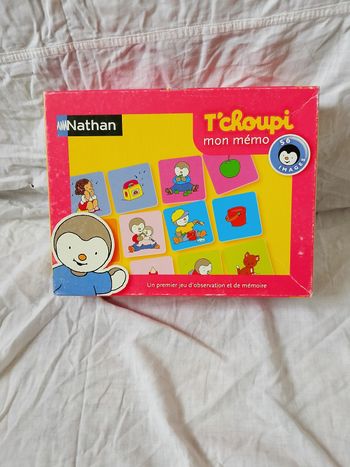 Nathan
T'choupi
mon mémo
56
IMAGES
Un premier jeu d'observation et de mémoire